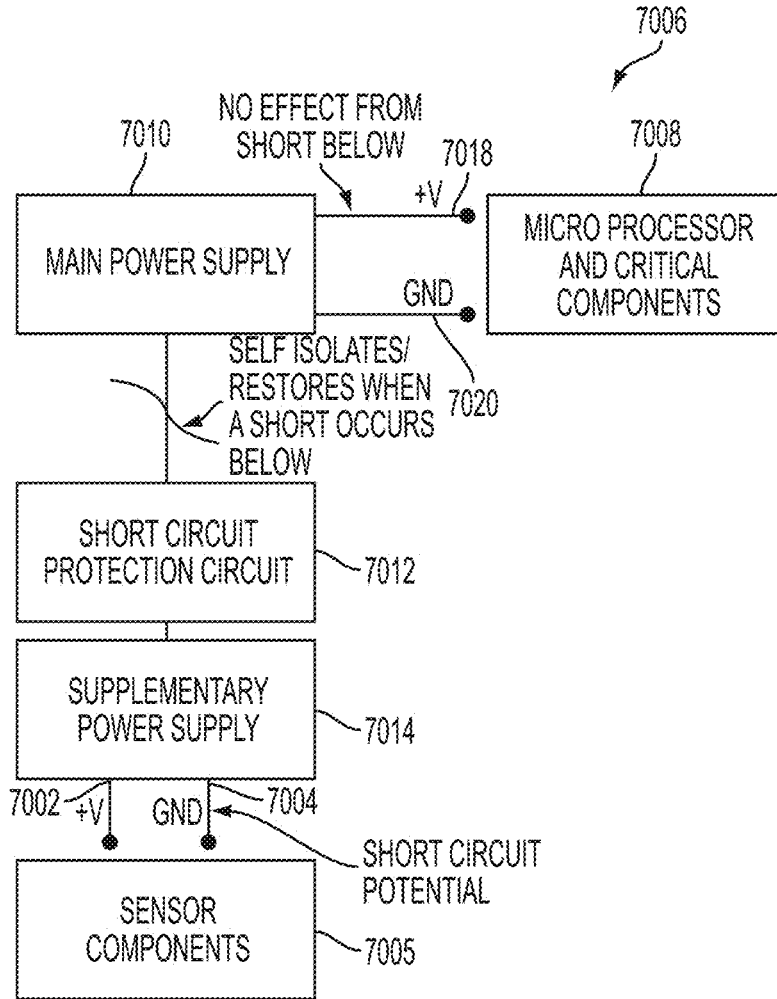 7006
NO EFFECT FROM
SHORT BELOW
7010
7018
7008
+V
MAIN POWER SUPPLY
MICRO PROCESSOR
AND CRITICAL
COMPONENTS
GND
7020
SELF ISOLATES/
RESTORES WHEN
A SHORT OCCURS
BELOW
SHORT CIRCUIT
PROTECTION CIRCUIT
7012
SUPPLEMENTARY
POWER SUPPLY
7014
7002
+V
GND
7004
SHORT CIRCUIT
POTENTIAL
SENSOR
COMPONENTS
7005